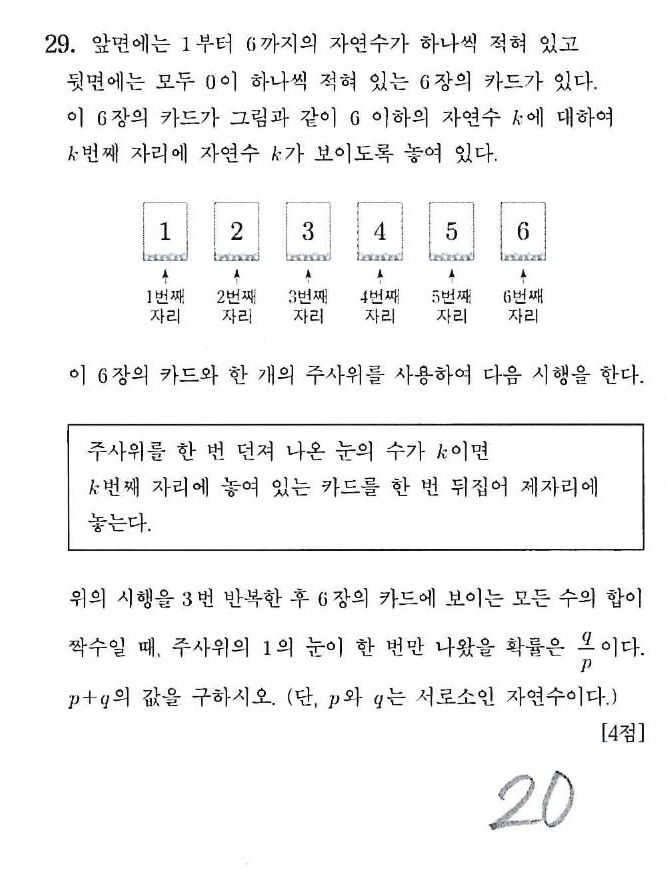 29. 앞면에는 1부터 6까지의 자연수가 하나씩 적혀 있고
뒷면에는 모두 0이 하나씩 적혀 있는 6장의 카드가 있다.
이 6장의 카드가 그림과 같이 6 이하의 자연수 k에 대하여
k번째 자리에 자연수 k가 보이도록 놓여 있다.
1 2 3 4 5 6
1번째 2번째 3번째 4번째 5번째 6번째
자리 자리 자리 자리 자리 자리
이 6장의 카드와 한 개의 주사위를 사용하여 다음 시행을 한다.
주사위를 한 번 던져 나온 눈의 수가 k이면
k번째 자리에 놓여 있는 카드를 한 번 뒤집어 제자리에
놓는다.
위의 시행을 3번 반복한 후 6장의 카드에 보이는 모든 수의 합이
짝수일 때, 주사위의 1의 눈이 한 번만 나왔을 확률은 q/p이다.
p+q의 값을 구하시오. (단, p와 q는 서로소인 자연수이다.)
[4점]
20